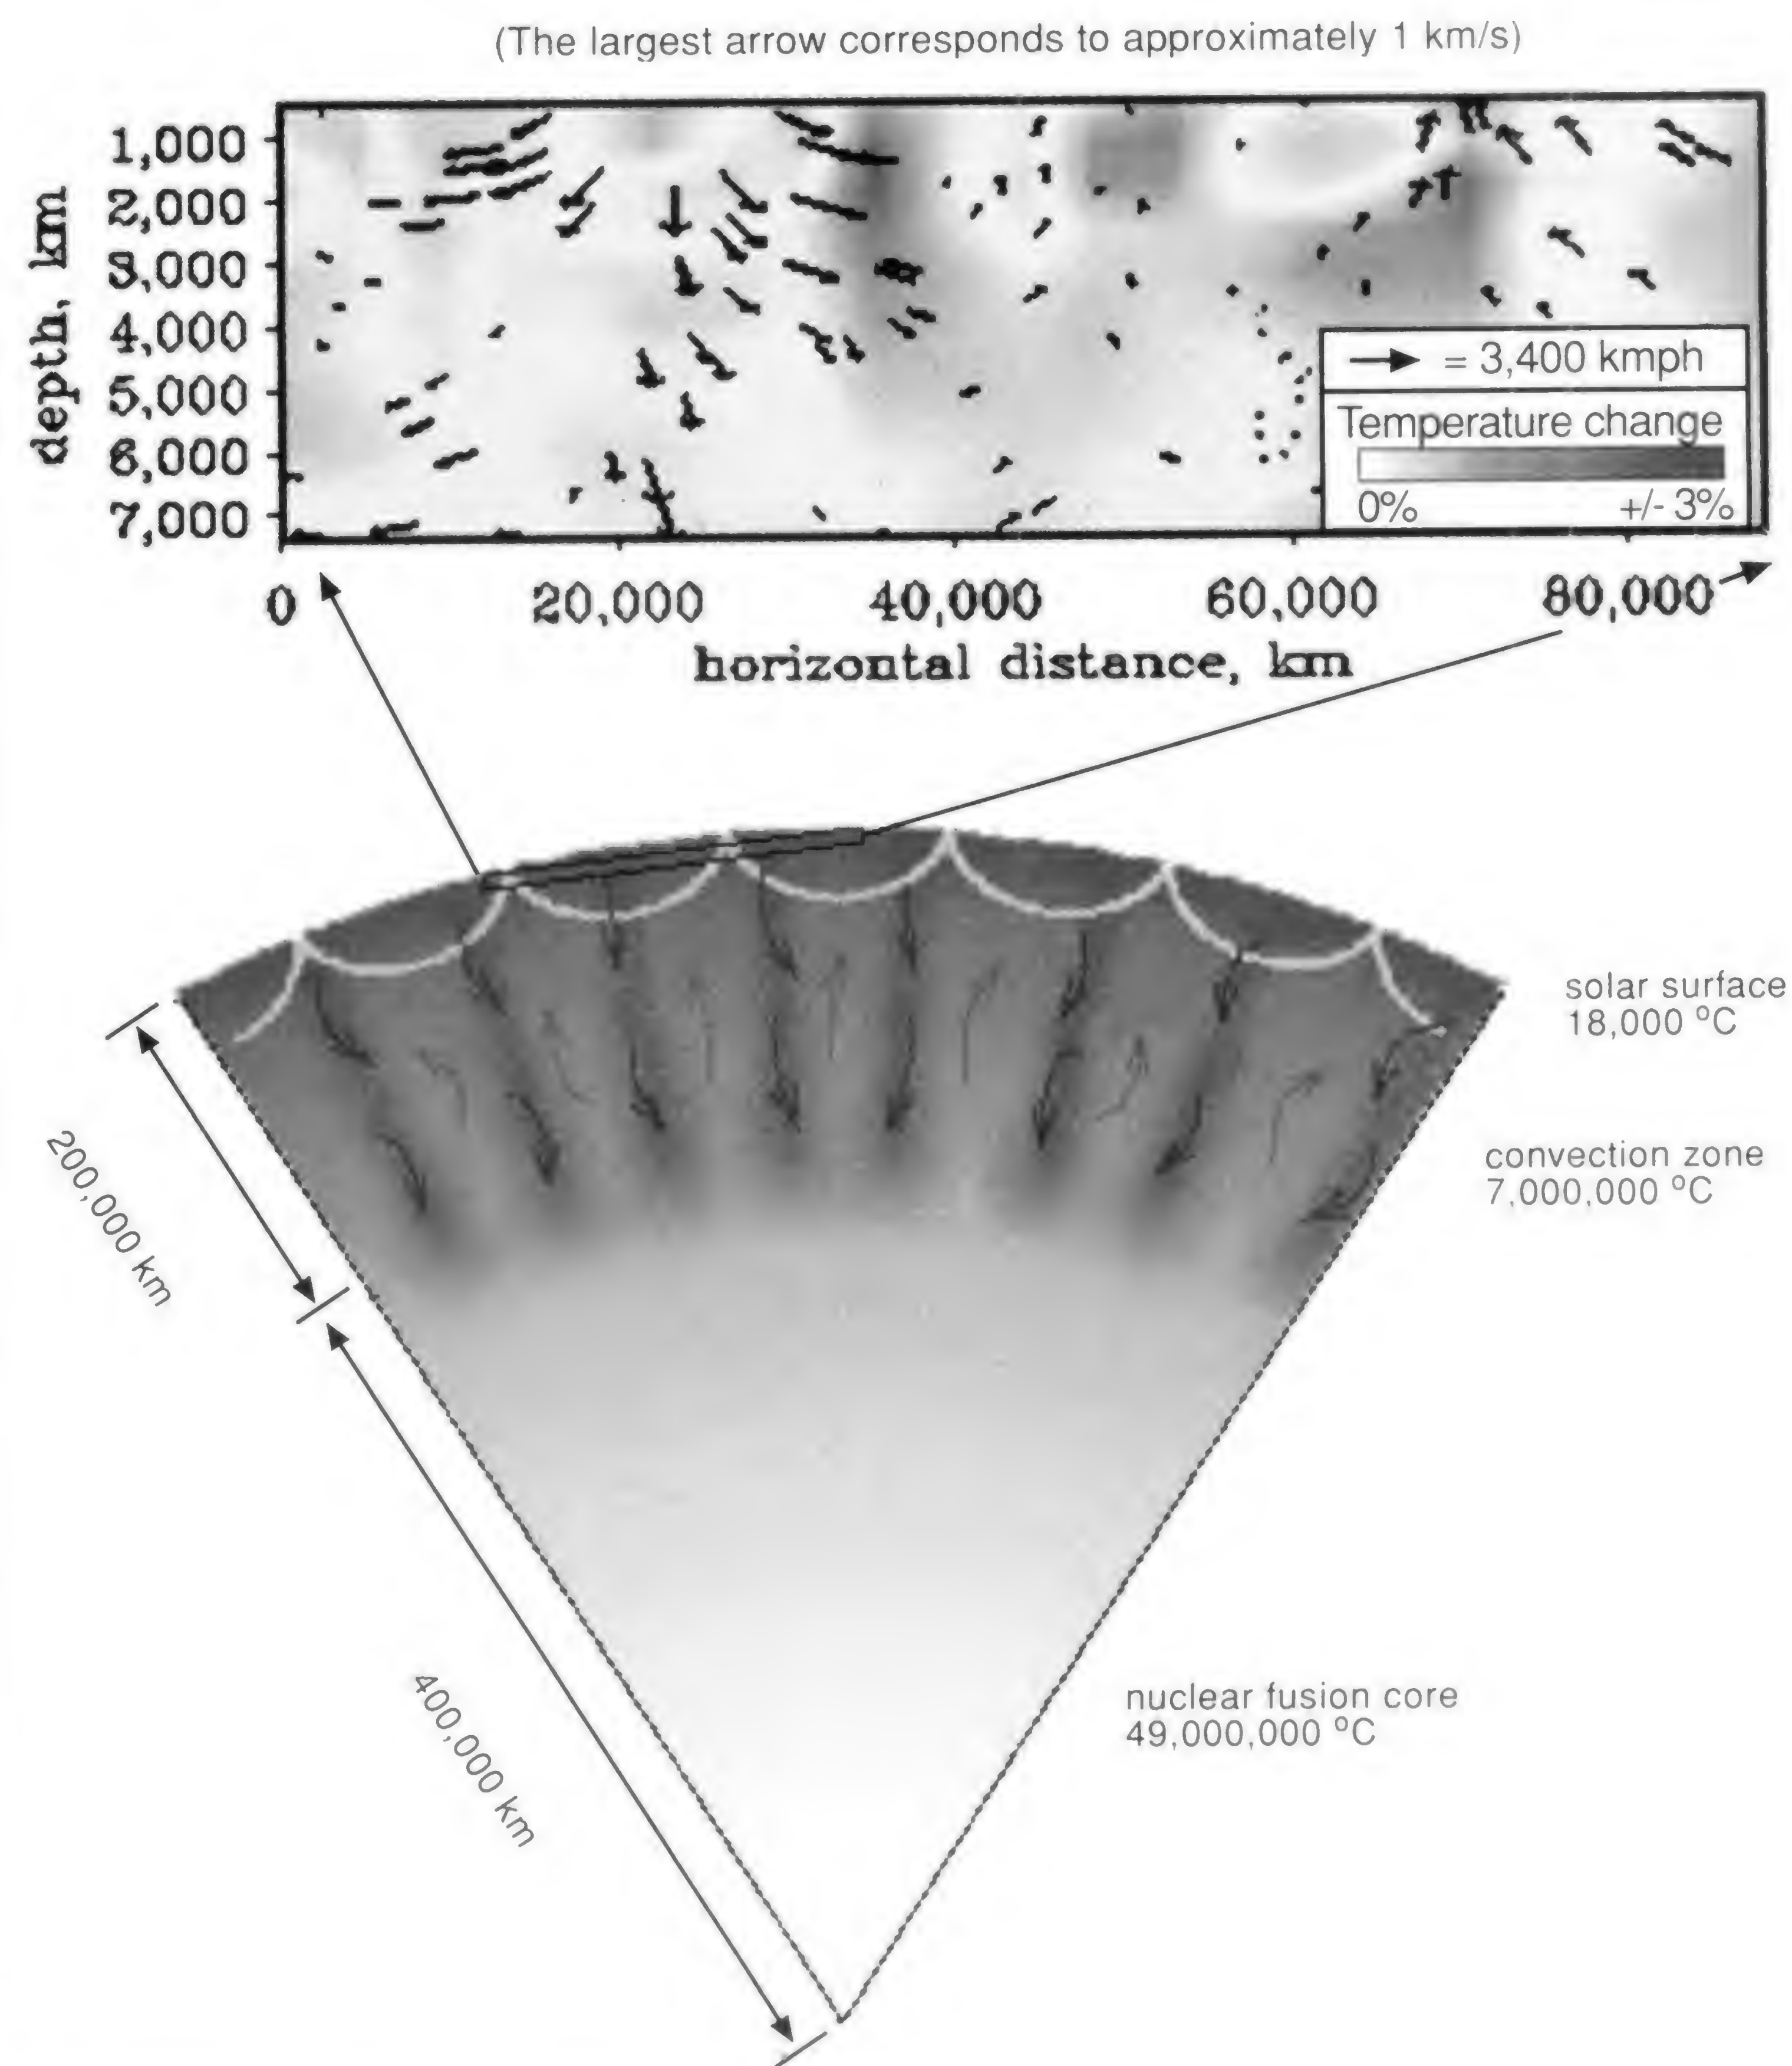 (The largest arrow corresponds to approximately 1 km/s)
depth, km
1,000
2,000
3,000
4,000
5,000
6,000
7,000
= 3,400 kmph
Temperature change
0% +/- 3%
0 20,000 40,000 60,000 80,000
horizontal distance, km
solar surface
18,000 ºC
convection zone
7,000,000 ºC
200,000 km
nuclear fusion core
49,000,000 ºC
400,000 km